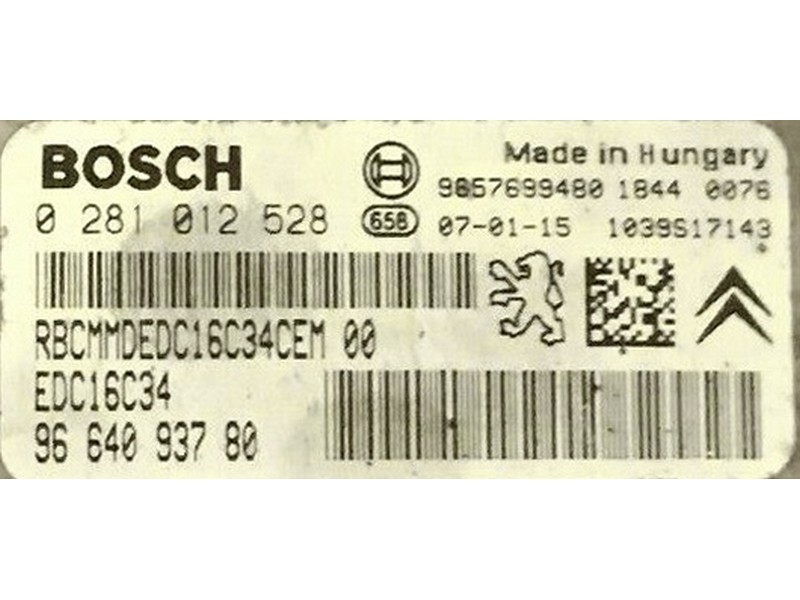 BOSCH
Made in Hungary
9657699480 1844 0076
0 281 012 528
658
07-01-15 1039S17143
RBCMMDEDC16C34CEM 00
EDC16C34
96 640 937 80